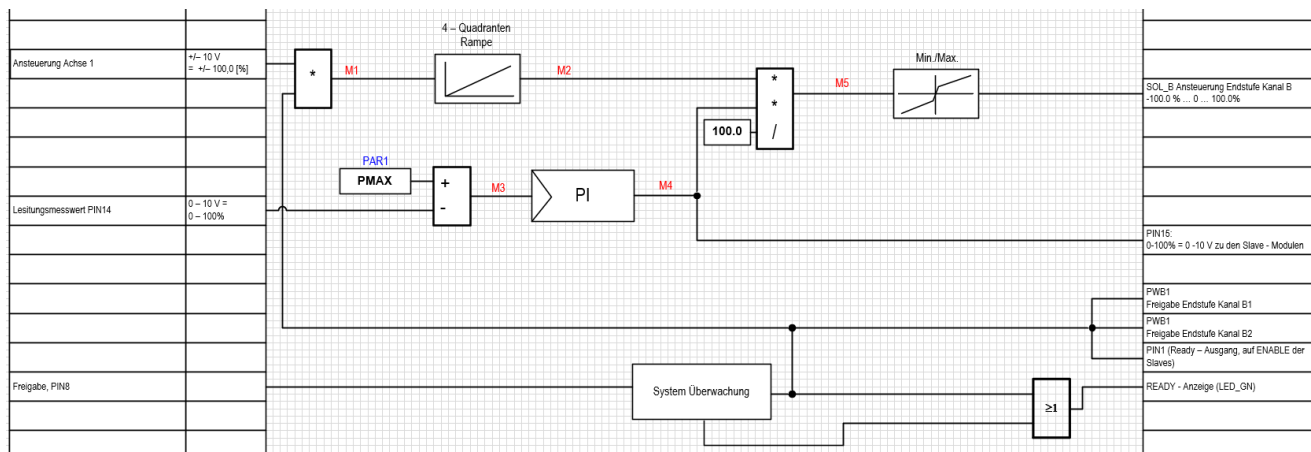 4 – Quadranten
Rampe
Ansteuerung Achse 1
+/– 10 V
= +/– 100,0 [%]
*
M1
M2
*
*
/
100.0
M5
Min./Max.
SOL_B Ansteuerung Endstufe Kanal B
-100.0 % ... 0 ... 100.0%
PAR1
PMAX
+
-
M3
PI
M4
Lesitungsmesswert PIN14
0 – 10 V =
0 – 100%
PIN15:
0-100% = 0 -10 V zu den Slave - Modulen
PWB1
Freigabe Endstufe Kanal B1
PWB1
Freigabe Endstufe Kanal B2
PIN1 (Ready – Ausgang, auf ENABLE der
Slaves)
Freigabe, PIN8
System Überwachung
≥1
READY - Anzeige (LED_GN)